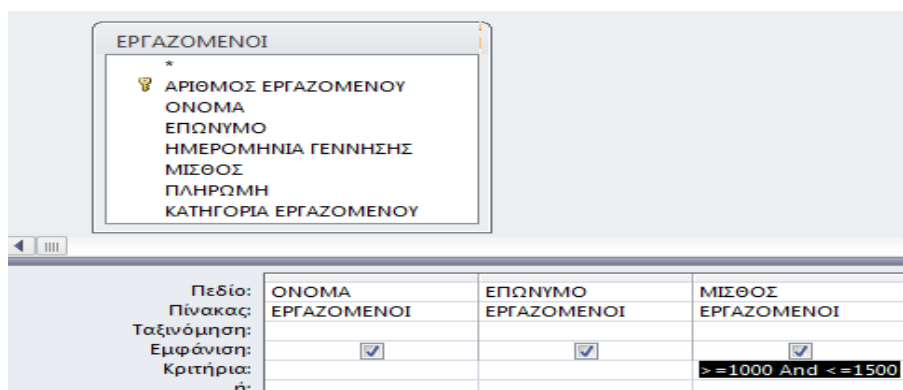 ΕΡΓΑΖΟΜΕΝΟΙ
*
ΑΡΙΘΜΟΣ ΕΡΓΑΖΟΜΕΝΟΥ
ΟΝΟΜΑ
ΕΠΩΝΥΜΟ
ΗΜΕΡΟΜΗΝΙΑ ΓΕΝΝΗΣΗΣ
ΜΙΣΘΟΣ
ΠΛΗΡΩΜΗ
ΚΑΤΗΓΟΡΙΑ ΕΡΓΑΖΟΜΕΝΟΥ
Πεδίο: ΟΝΟΜΑ ΕΠΩΝΥΜΟ ΜΙΣΘΟΣ
Πίνακας: ΕΡΓΑΖΟΜΕΝΟΙ ΕΡΓΑΖΟΜΕΝΟΙ ΕΡΓΑΖΟΜΕΝΟΙ
Ταξινόμηση:
Εμφάνιση:
Κριτήρια: >=1000 And <=1500
ή: